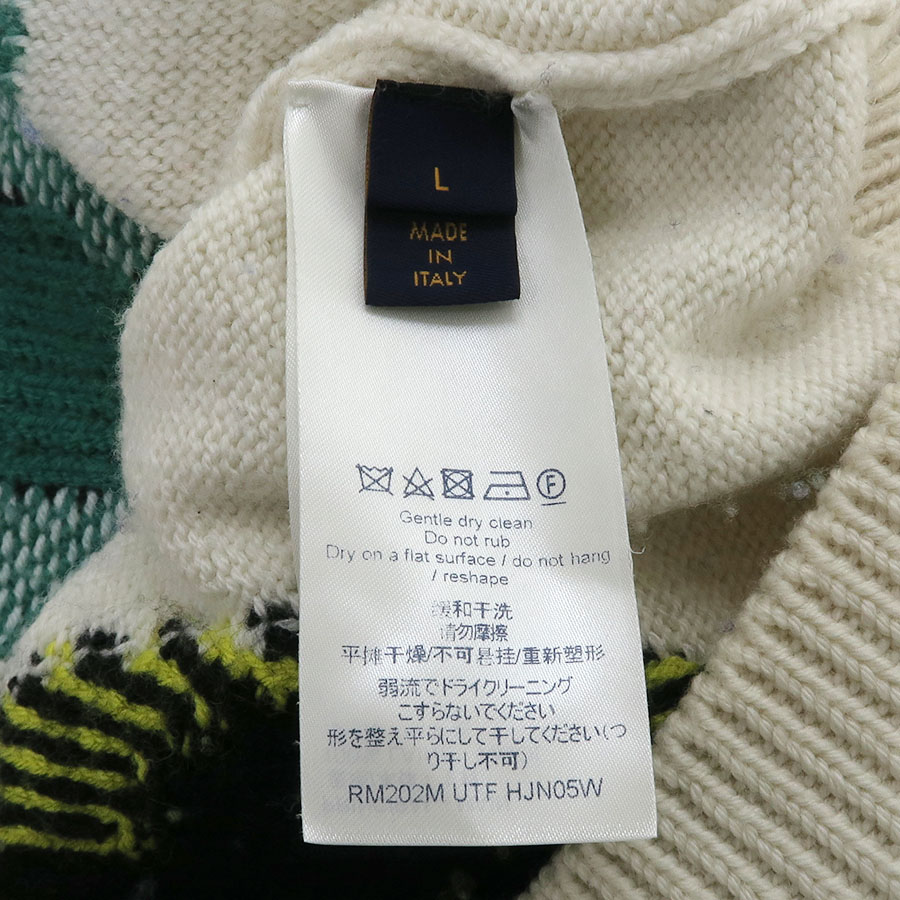 L
MADE
IN
ITALY
F
Gentle dry clean
Do not rub
Dry on a flat surface / do not hang
/ reshape
缓和干洗
请勿摩擦
平摊干燥/不可悬挂/重新塑形
弱流でドライクリーニング
こすらないでください
形を整え平らにして干してください(つ
り干し不可)
RM202M UTF HJN05W